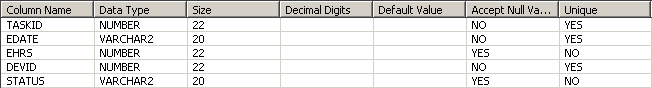 Column Name Data Type Size Decimal Digits Default Value Accept Null Va... Unique
TASKID NUMBER 22 NO YES
EDATE VARCHAR2 20 NO YES
EHRS NUMBER 22 YES NO
DEVID NUMBER 22 NO YES
STATUS VARCHAR2 20 YES NO